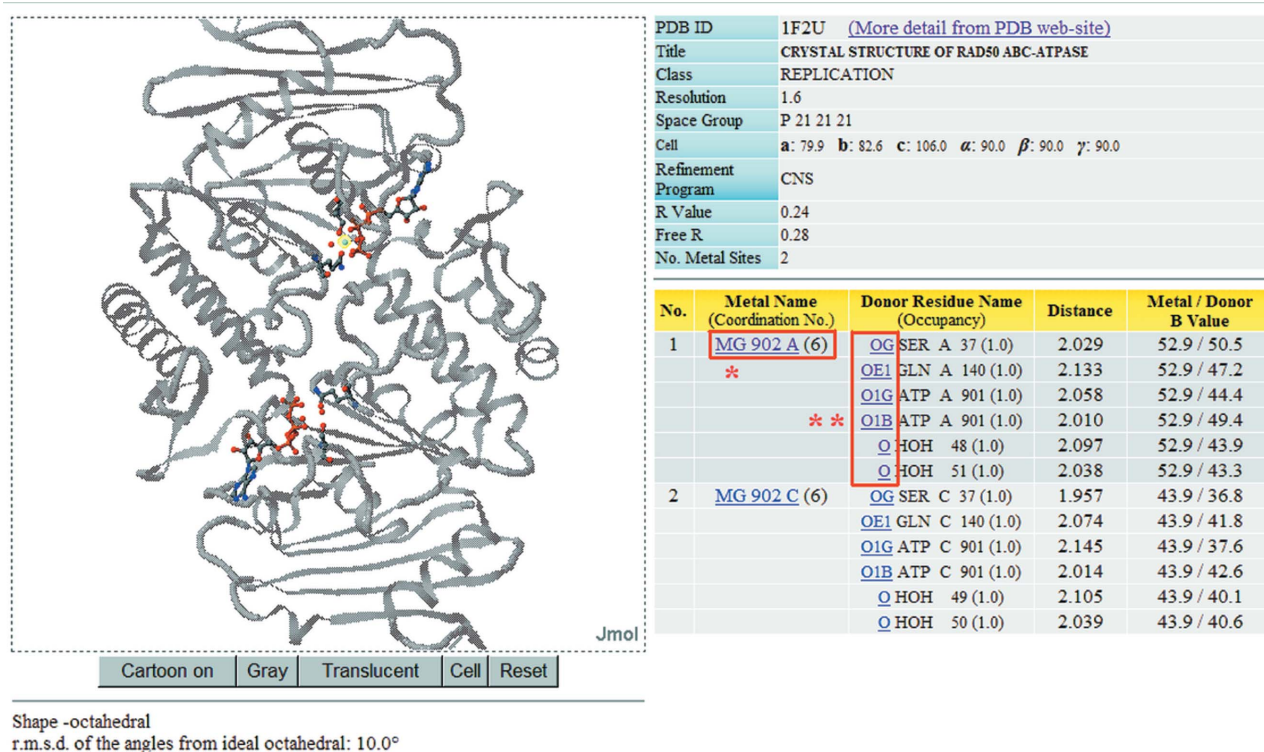 PDB ID 1F2U (More detail from PDB web-site)
Title CRYSTAL STRUCTURE OF RAD50 ABC-ATPASE
Class REPLICATION
Resolution 1.6
Space Group P 21 21 21
Cell a: 79.9 b: 82.6 c: 106.0 α: 90.0 β: 90.0 γ: 90.0
Refinement
Program CNS
R Value 0.24
Free R 0.28
No. Metal Sites 2
No. Metal Name Donor Residue Name Distance Metal / Donor
(Coordination No.) (Occupancy) B Value
1 MG 902 A (6) OG SER A 37 (1.0) 2.029 52.9 / 50.5
* OE1 GLN A 140 (1.0) 2.133 52.9 / 47.2
O1G ATP A 901 (1.0) 2.058 52.9 / 44.4
** O1B ATP A 901 (1.0) 2.010 52.9 / 49.4
O HOH 48 (1.0) 2.097 52.9 / 43.9
O HOH 51 (1.0) 2.038 52.9 / 43.3
2 MG 902 C (6) OG SER C 37 (1.0) 1.957 43.9 / 36.8
OE1 GLN C 140 (1.0) 2.074 43.9 / 41.8
O1G ATP C 901 (1.0) 2.145 43.9 / 37.6
O1B ATP C 901 (1.0) 2.014 43.9 / 42.6
O HOH 49 (1.0) 2.105 43.9 / 40.1
O HOH 50 (1.0) 2.039 43.9 / 40.6
Jmol
Cartoon on Gray Translucent Cell Reset
Shape -octahedral
r.m.s.d. of the angles from ideal octahedral: 10.0°